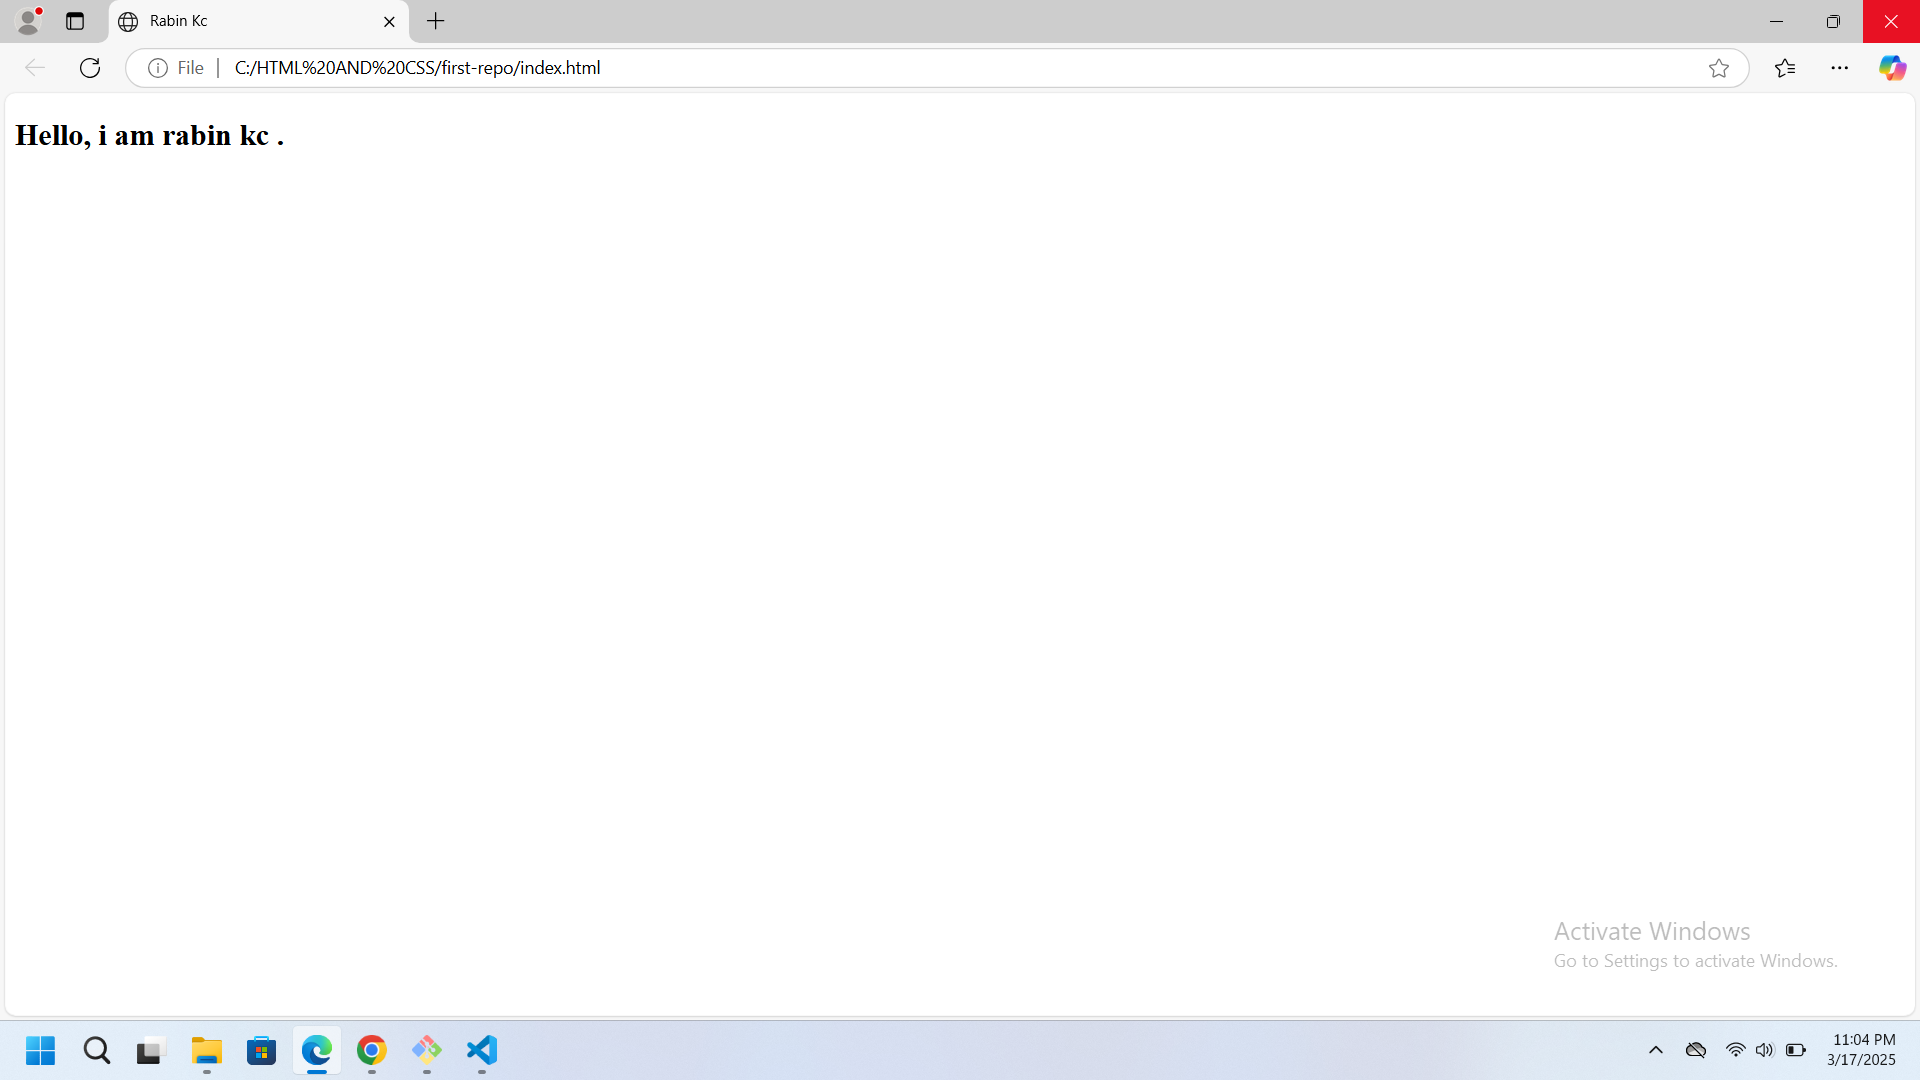 Rabin Kc
File
C:/HTML%20AND%20CSS/first-repo/index.html
Hello, i am rabin kc .
Activate Windows
Go to Settings to activate Windows.
11:04 PM
3/17/2025